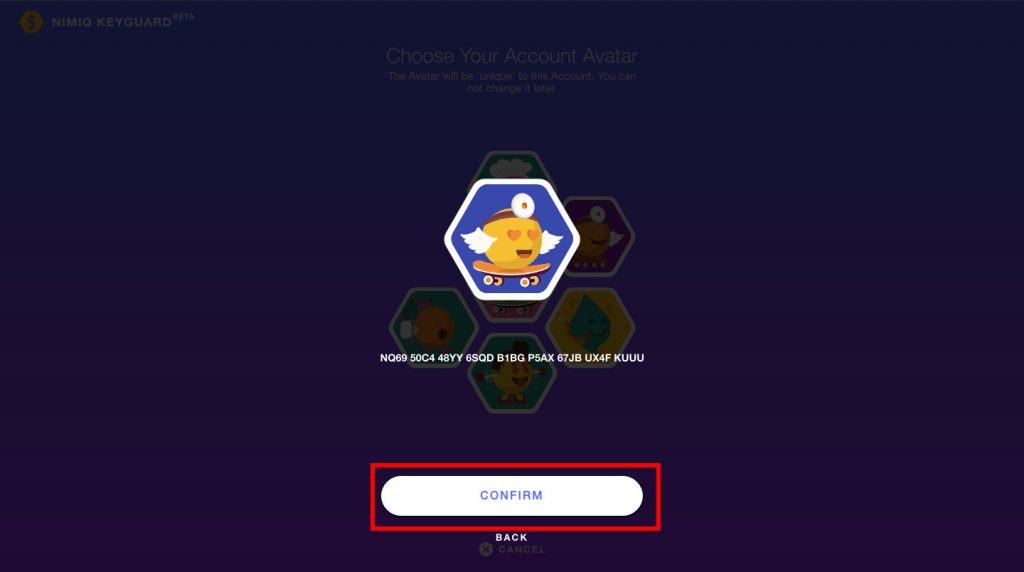 NIMIQ KEYGUARD BETA
Choose Your Account Avatar
The Avatar will be 'unique' to this Account. You can
not change it later.
NQ69 50C4 48YY 6SQD B1BG P5AX 67JB UX4F KUUU
CONFIRM
BACK
CANCEL